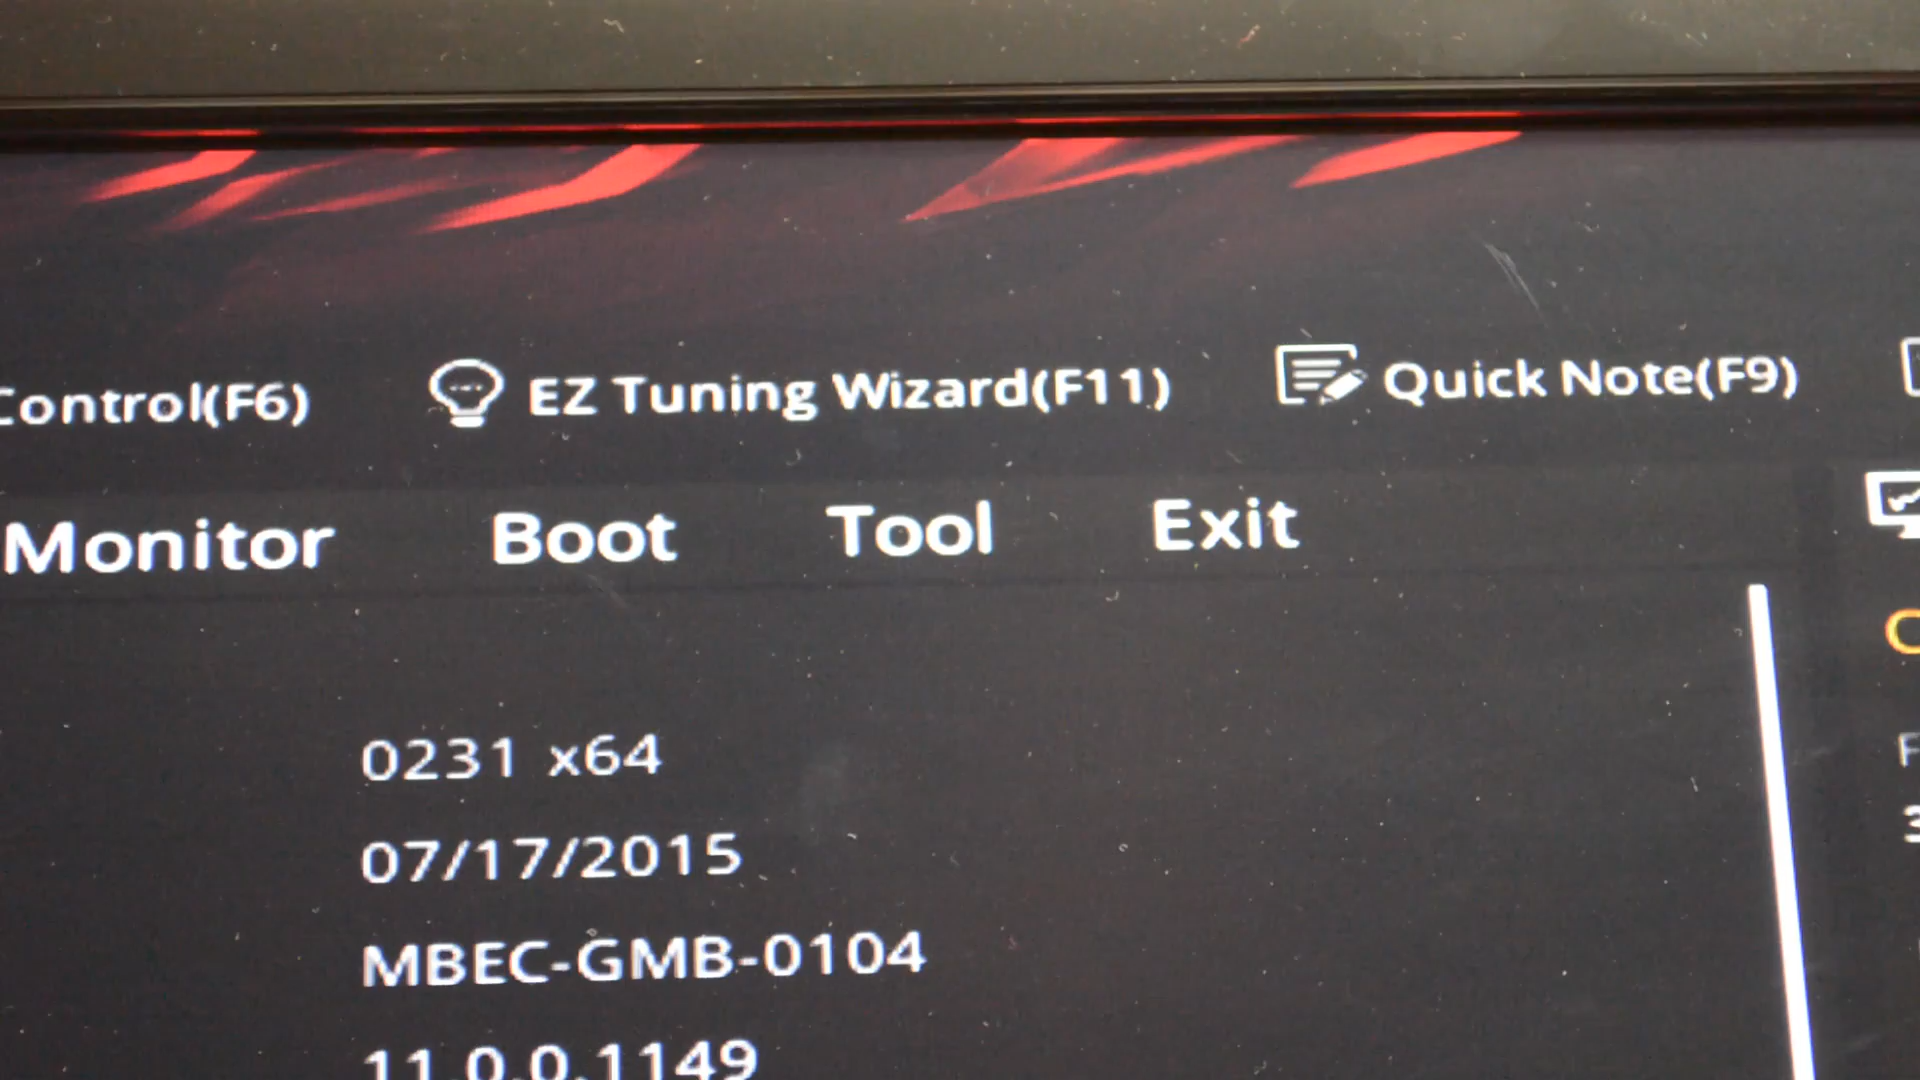 Control(F6) EZ Tuning Wizard(F11) Quick Note(F9)
Monitor Boot Tool Exit
0231 x64
07/17/2015
MBEC-GMB-0104
11.0.0.1149